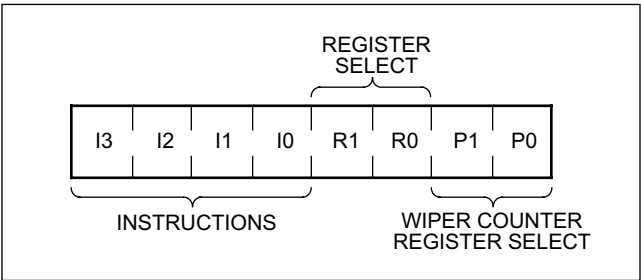 REGISTER
SELECT
I3 I2 I1 I0 R1 R0 P1 P0
INSTRUCTIONS
WIPER COUNTER
REGISTER SELECT